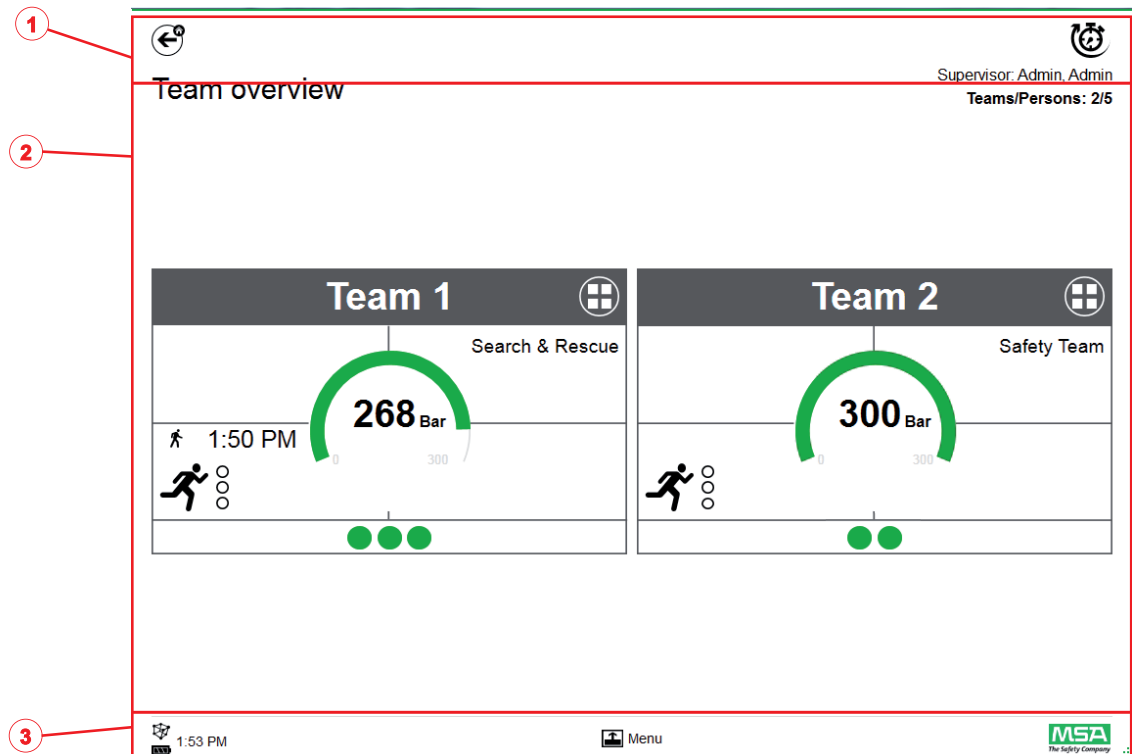 1
Supervisor: Admin, Admin
Team overview
Teams/Persons: 2/5
2
Team 1
Search & Rescue
268 Bar
1:50 PM
0 300
Team 2
Safety Team
300 Bar
0 300
3
1:53 PM
Menu
MSA
The Safety Company